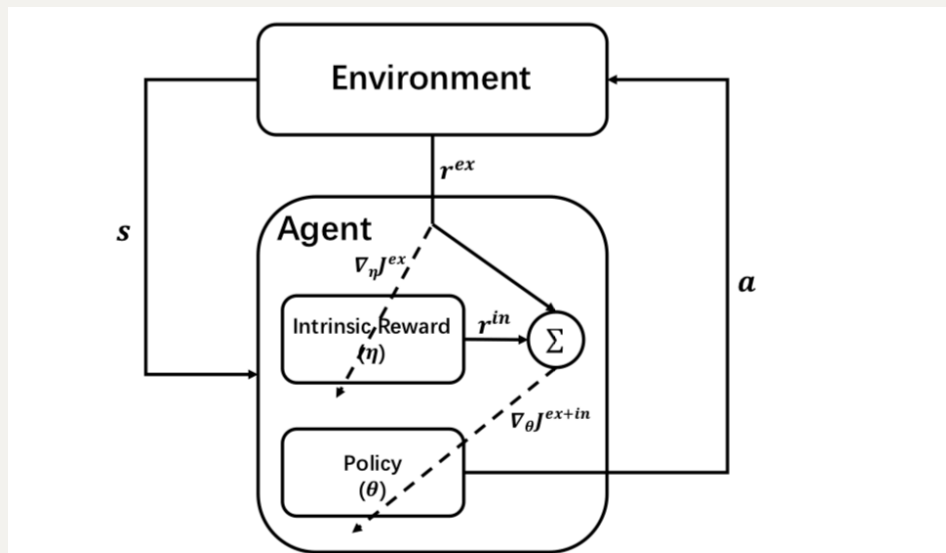 Environment
r^{ex}
Agent
s
∇_η J^{ex}
a
Intrinsic Reward
(η)
r^{in}
Σ
∇_θ J^{ex+in}
Policy
(θ)